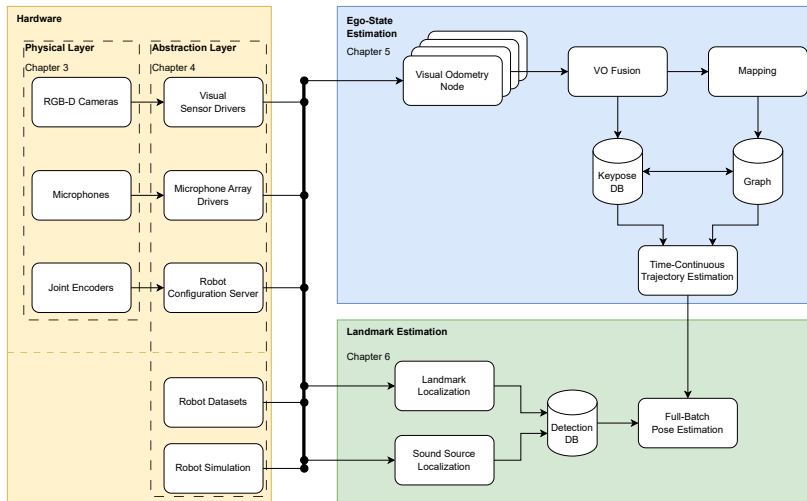 Hardware
Physical Layer
Chapter 3
Abstraction Layer
Chapter 4
RGB-D Cameras
Visual
Sensor Drivers
Microphones
Microphone Array
Drivers
Joint Encoders
Robot
Configuration Server
Robot Datasets
Robot Simulation
Ego-State
Estimation
Chapter 5
Visual Odometry
Node
VO Fusion
Mapping
Keypose
DB
Graph
Time-Continuous
Trajectory Estimation
Landmark Estimation
Chapter 6
Landmark
Localization
Sound Source
Localization
Detection
DB
Full-Batch
Pose Estimation